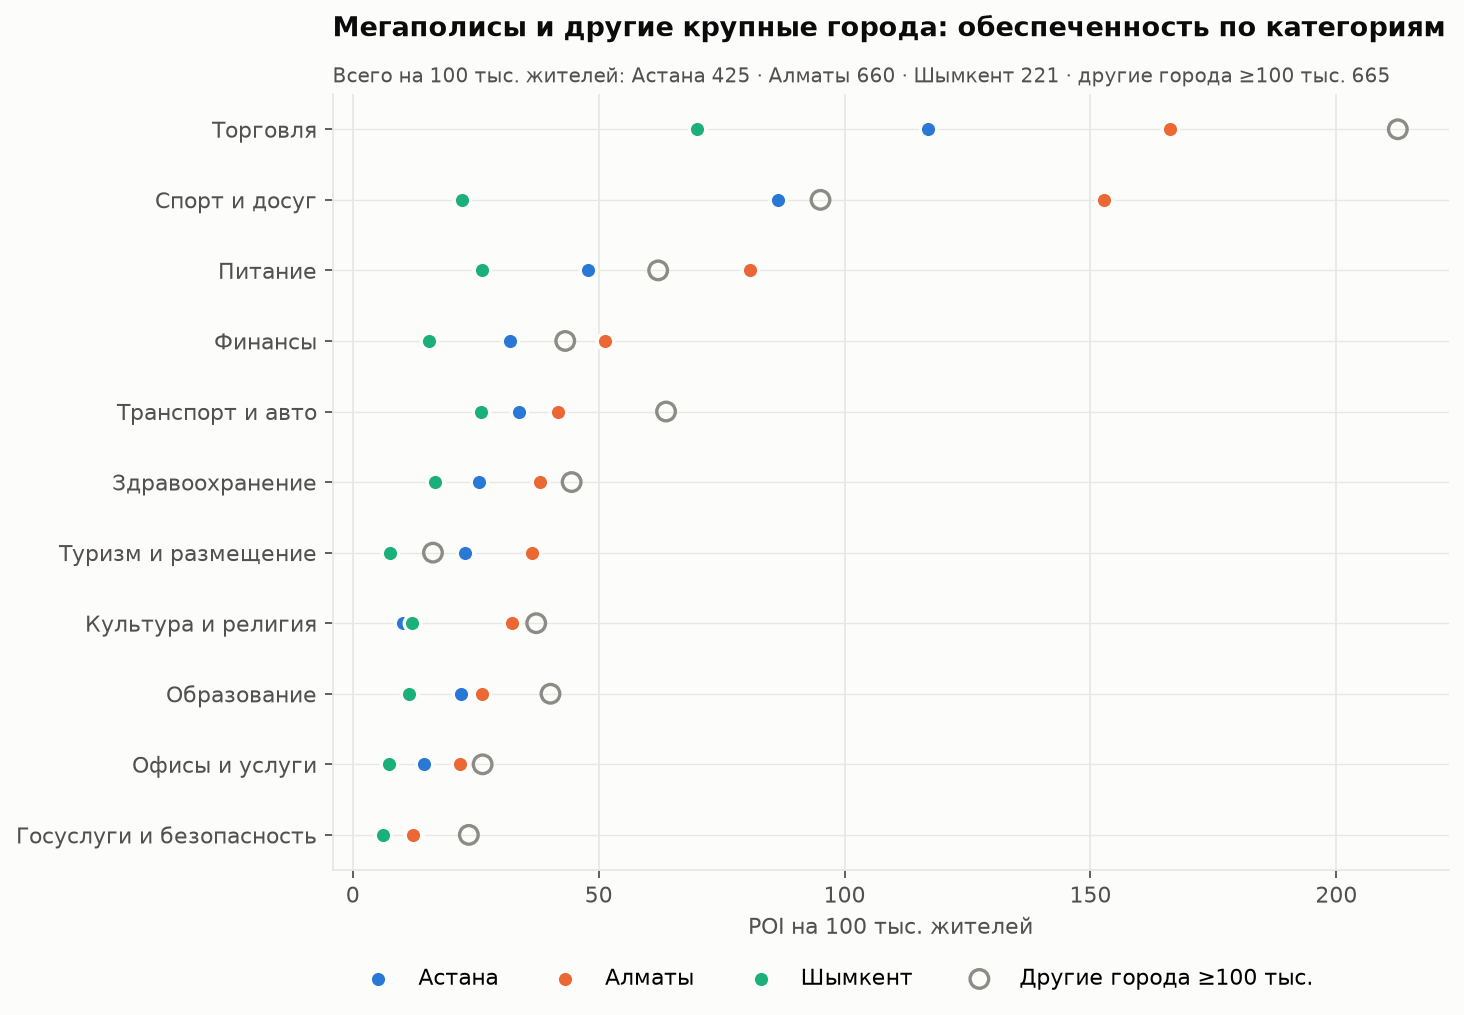 Мегаполисы и другие крупные города: обеспеченность по категориям
Всего на 100 тыс. жителей: Астана 425 · Алматы 660 · Шымкент 221 · другие города ≥100 тыс. 665
Торговля
Спорт и досуг
Питание
Финансы
Транспорт и авто
Здравоохранение
Туризм и размещение
Культура и религия
Образование
Офисы и услуги
Госуслуги и безопасность
0 50 100 150 200
POI на 100 тыс. жителей
Астана Алматы Шымкент Другие города ≥100 тыс.